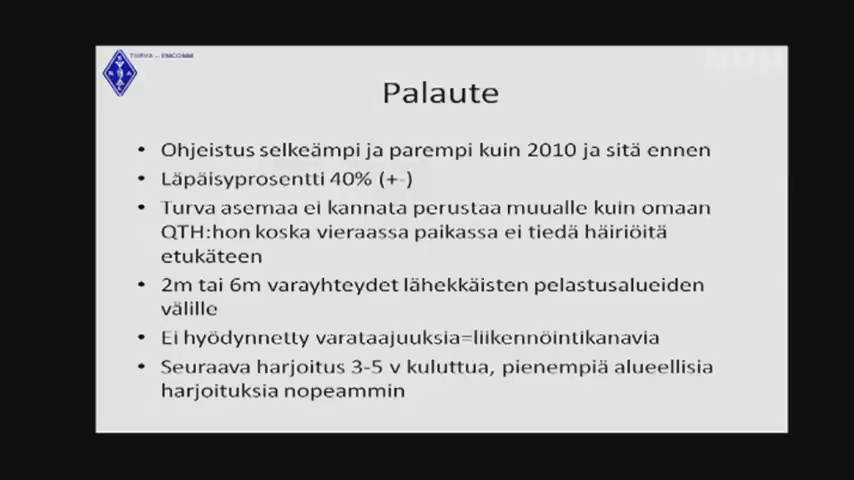 TURVA – EMCOMM
Palaute
• Ohjeistus selkeämpi ja parempi kuin 2010 ja sitä ennen
• Läpäisyprosentti 40% (+-)
• Turva asemaa ei kannata perustaa muualle kuin omaan
QTH:hon koska vieraassa paikassa ei tiedä häiriöitä
etukäteen
• 2m tai 6m varayhteydet lähekkäisten pelastusalueiden
välille
• Ei hyödynnetty varataajuuksia=liikennöintikanavia
• Seuraava harjoitus 3-5 v kuluttua, pienempiä alueellisia
harjoituksia nopeammin